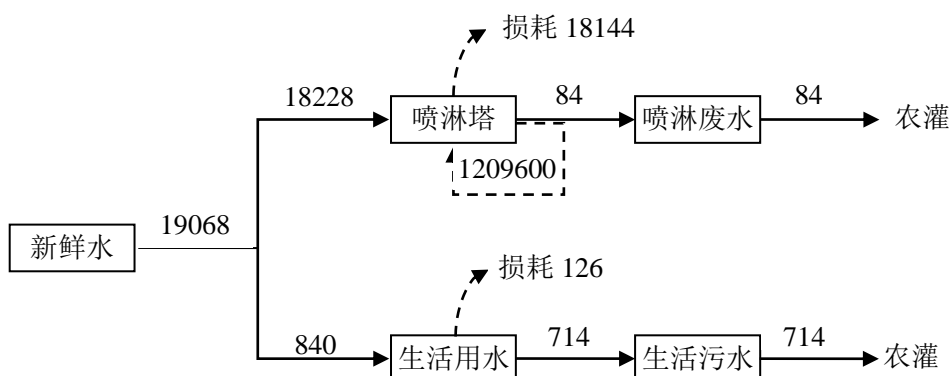 损耗 18144
18228
喷淋塔
84
喷淋废水
84
农灌
1209600
19068
新鲜水
损耗 126
840
生活用水
714
生活污水
714
农灌